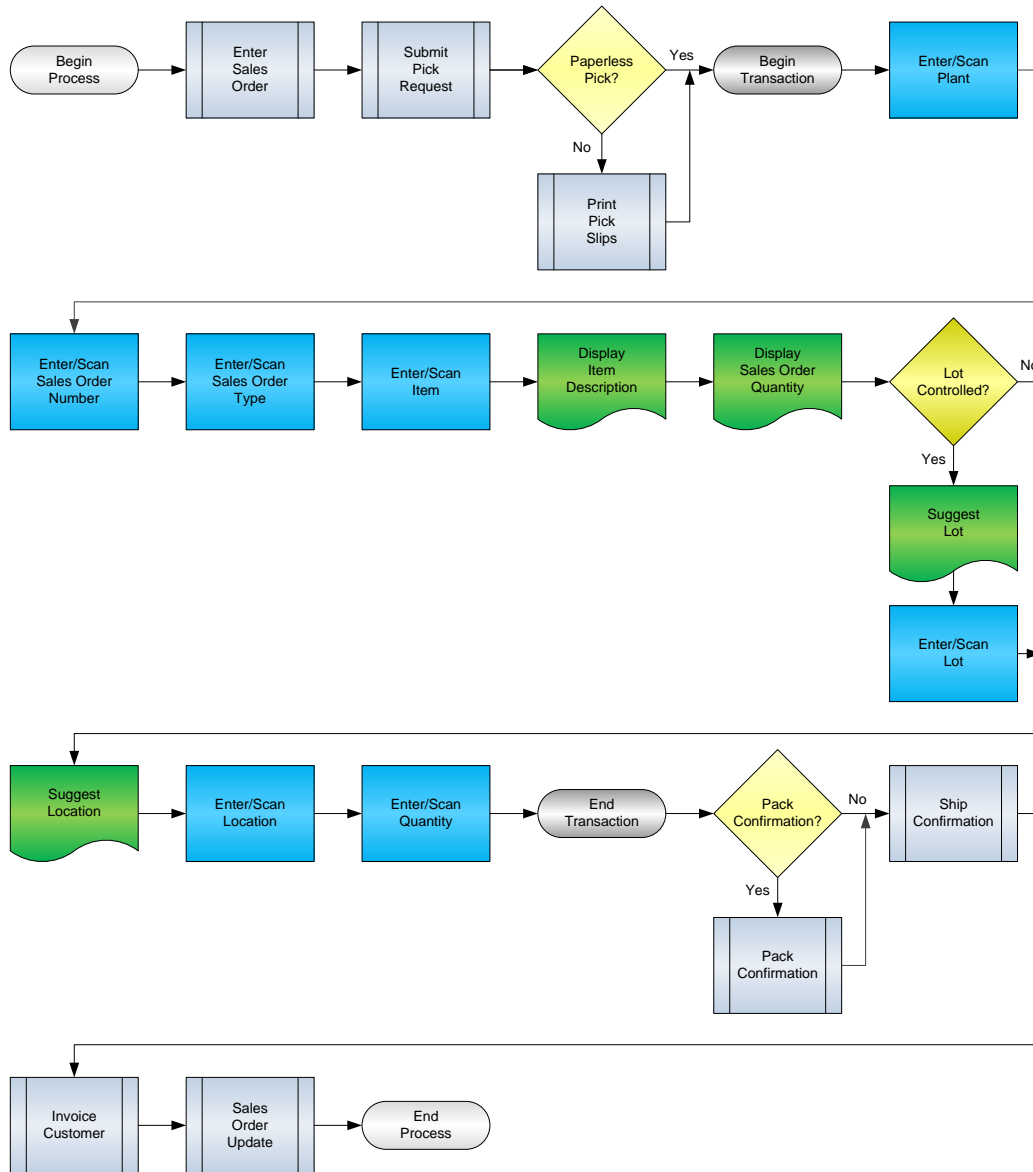 Begin
Process
Enter
Sales
Order
Submit
Pick
Request
Paperless
Pick?
Yes
Begin
Transaction
Enter/Scan
Plant
No
Print
Pick
Slips
Enter/Scan
Sales Order
Number
Enter/Scan
Sales Order
Type
Enter/Scan
Item
Display
Item
Description
Display
Sales Order
Quantity
Lot
Controlled?
No
Yes
Suggest
Lot
Enter/Scan
Lot
Suggest
Location
Enter/Scan
Location
Enter/Scan
Quantity
End
Transaction
Pack
Confirmation?
No
Ship
Confirmation
Yes
Pack
Confirmation
Invoice
Customer
Sales
Order
Update
End
Process